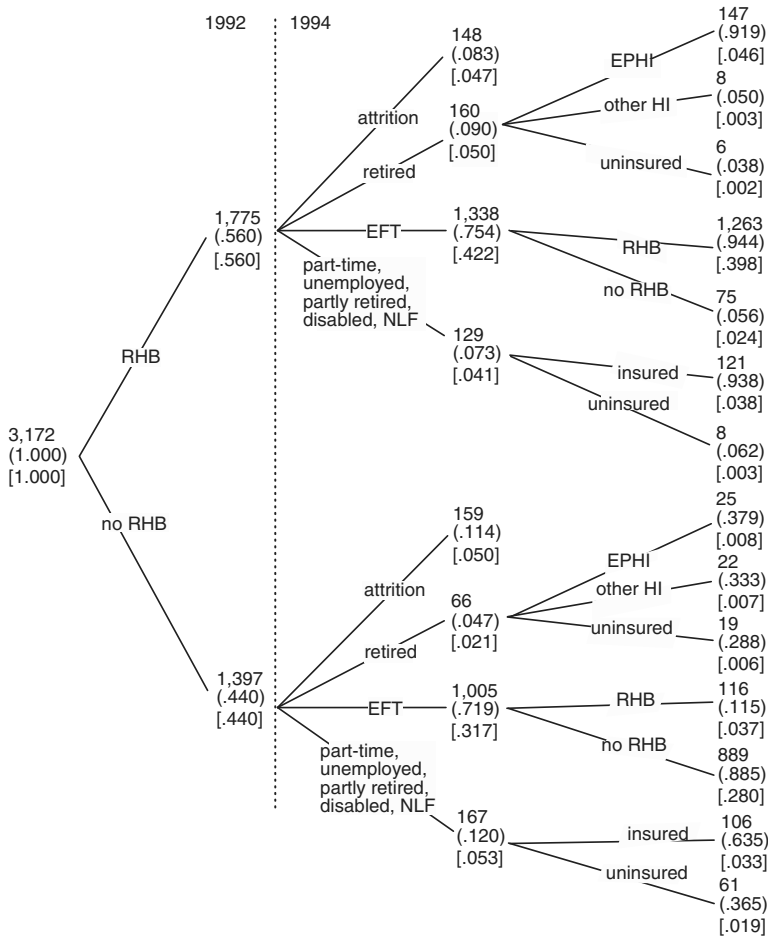 1992 1994
3,172
(1.000)
[1.000]
RHB
1,775
(.560)
[.560]
attrition
148
(.083)
[.047]
retired
160
(.090)
[.050]
EPHI
147
(.919)
[.046]
other HI
8
(.050)
[.003]
uninsured
6
(.038)
[.002]
EFT
1,338
(.754)
[.422]
RHB
1,263
(.944)
[.398]
no RHB
75
(.056)
[.024]
part-time,
unemployed,
partly retired,
disabled, NLF
129
(.073)
[.041]
insured
121
(.938)
[.038]
uninsured
8
(.062)
[.003]
no RHB
1,397
(.440)
[.440]
attrition
159
(.114)
[.050]
retired
66
(.047)
[.021]
EPHI
25
(.379)
[.008]
other HI
22
(.333)
[.007]
uninsured
19
(.288)
[.006]
EFT
1,005
(.719)
[.317]
RHB
116
(.115)
[.037]
no RHB
889
(.885)
[.280]
part-time,
unemployed,
partly retired,
disabled, NLF
167
(.120)
[.053]
insured
106
(.635)
[.033]
uninsured
61
(.365)
[.019]